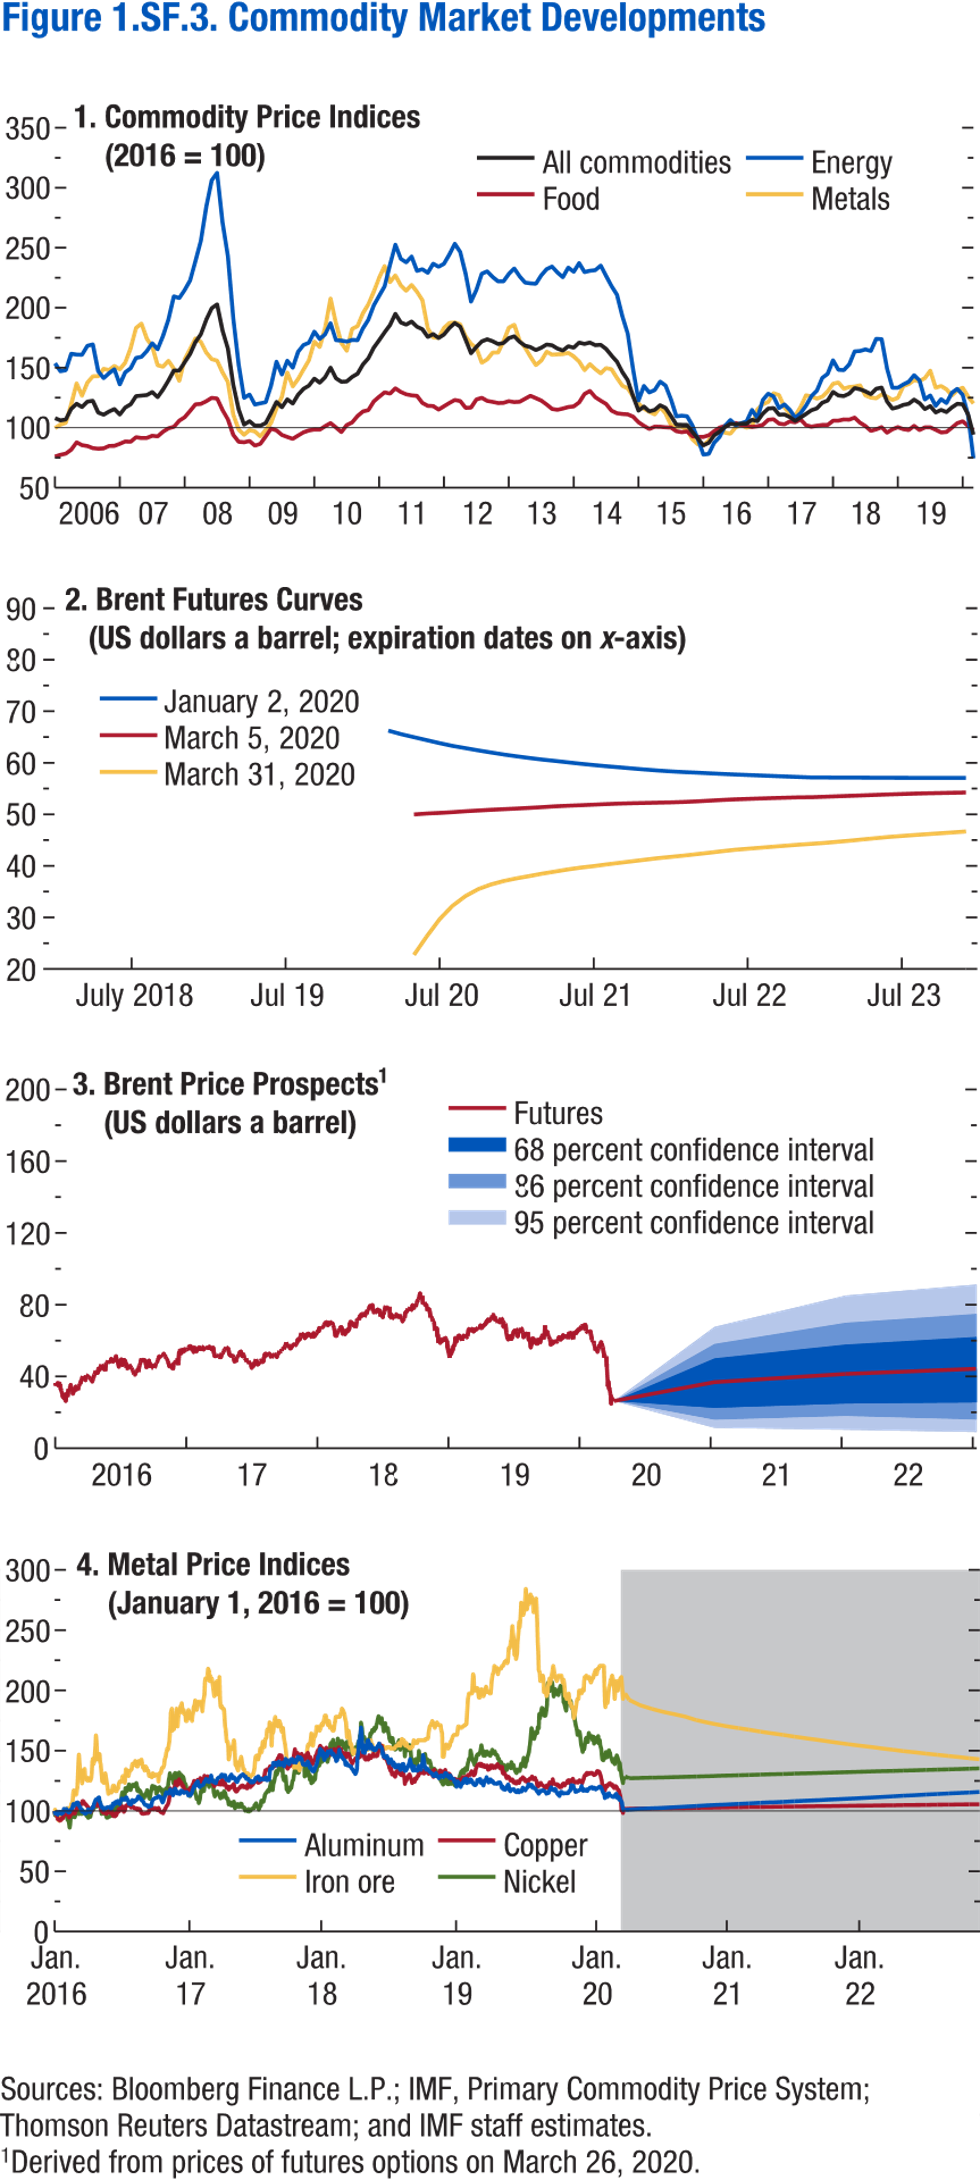 Figure 1.SF.3. Commodity Market Developments
1. Commodity Price Indices
(2016 = 100)
All commodities
Energy
Food
Metals
350
300
250
200
150
100
50
2006 07 08 09 10 11 12 13 14 15 16 17 18 19
2. Brent Futures Curves
(US dollars a barrel; expiration dates on x-axis)
January 2, 2020
March 5, 2020
March 31, 2020
90
80
70
60
50
40
30
20
July 2018 Jul 19 Jul 20 Jul 21 Jul 22 Jul 23
3. Brent Price Prospects¹
(US dollars a barrel)
Futures
68 percent confidence interval
86 percent confidence interval
95 percent confidence interval
200
160
120
80
40
0
2016 17 18 19 20 21 22
4. Metal Price Indices
(January 1, 2016 = 100)
300
250
200
150
100
50
0
Aluminum
Copper
Iron ore
Nickel
Jan. Jan. Jan. Jan. Jan. Jan. Jan.
2016 17 18 19 20 21 22
Sources: Bloomberg Finance L.P.; IMF, Primary Commodity Price System;
Thomson Reuters Datastream; and IMF staff estimates.
¹Derived from prices of futures options on March 26, 2020.